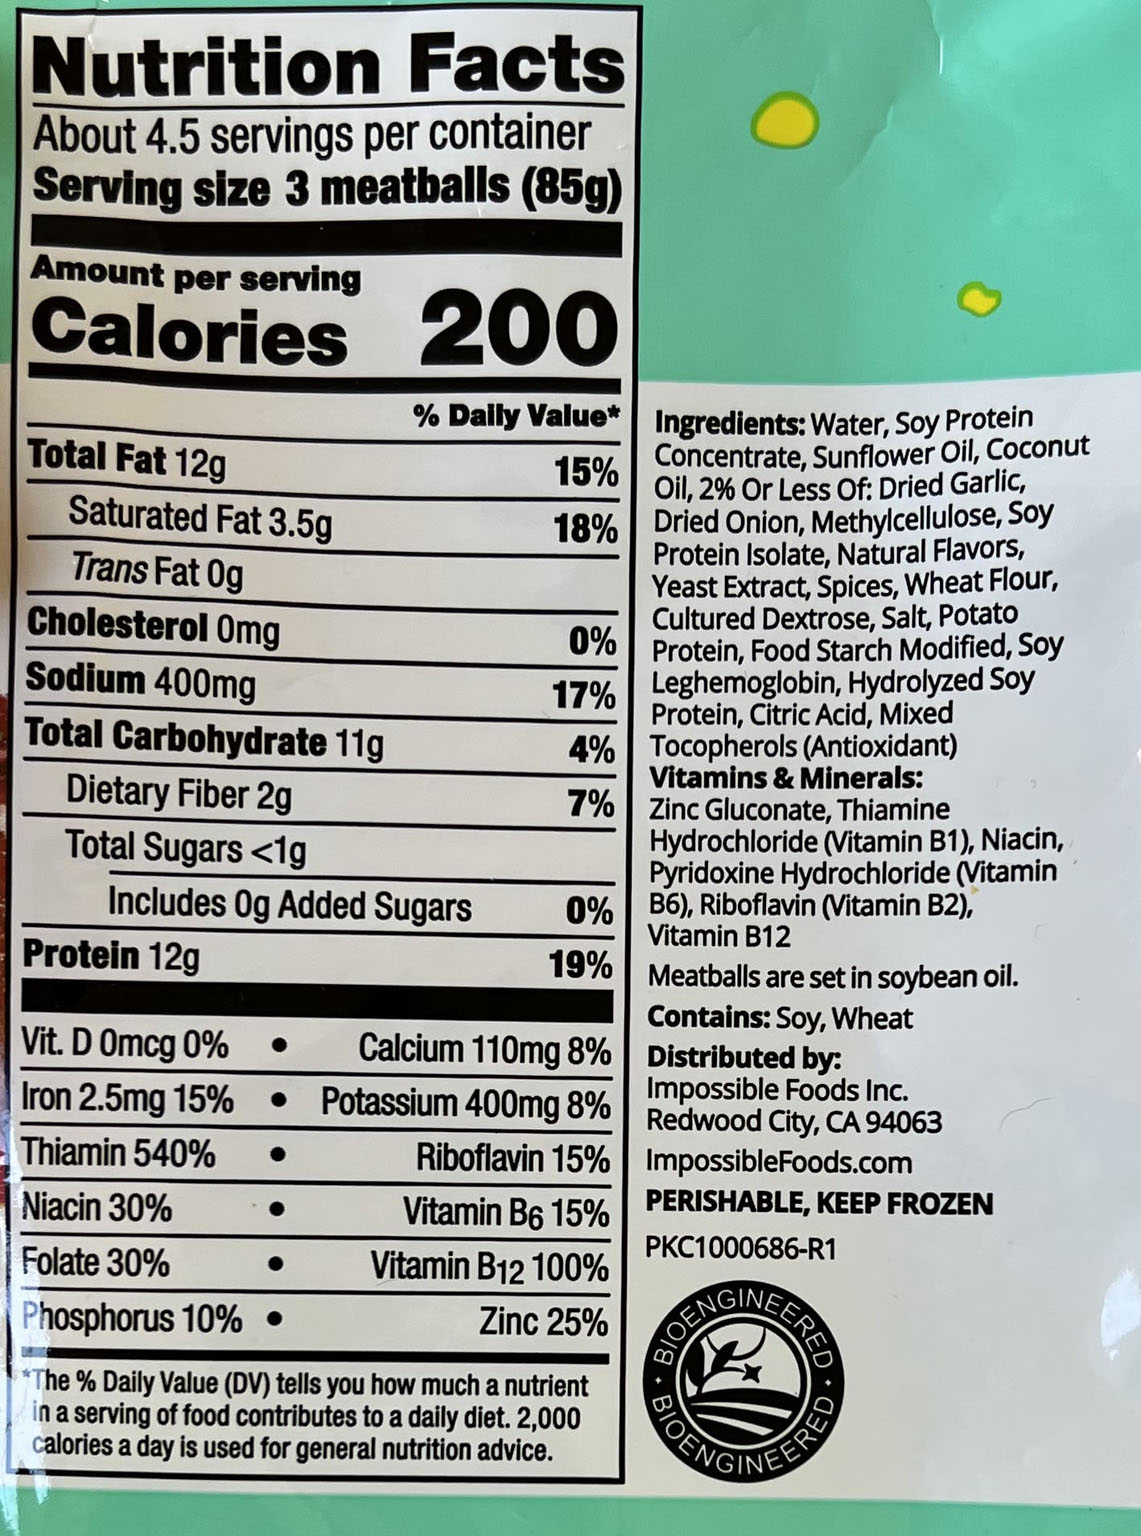 Nutrition Facts
About 4.5 servings per container
Serving size 3 meatballs (85g)
Amount per serving
Calories 200
% Daily Value*
Total Fat 12g 15%
Saturated Fat 3.5g 18%
Trans Fat 0g
Cholesterol 0mg 0%
Sodium 400mg 17%
Total Carbohydrate 11g 4%
Dietary Fiber 2g 7%
Total Sugars <1g
Includes 0g Added Sugars 0%
Protein 12g 19%
Vit. D 0mcg 0% • Calcium 110mg 8%
Iron 2.5mg 15% • Potassium 400mg 8%
Thiamin 540% • Riboflavin 15%
Niacin 30% • Vitamin B6 15%
Folate 30% • Vitamin B12 100%
Phosphorus 10% • Zinc 25%
*The % Daily Value (DV) tells you how much a nutrient
in a serving of food contributes to a daily diet. 2,000
calories a day is used for general nutrition advice.
Ingredients: Water, Soy Protein
Concentrate, Sunflower Oil, Coconut
Oil, 2% Or Less Of: Dried Garlic,
Dried Onion, Methylcellulose, Soy
Protein Isolate, Natural Flavors,
Yeast Extract, Spices, Wheat Flour,
Cultured Dextrose, Salt, Potato
Protein, Food Starch Modified, Soy
Leghemoglobin, Hydrolyzed Soy
Protein, Citric Acid, Mixed
Tocopherols (Antioxidant)
Vitamins & Minerals:
Zinc Gluconate, Thiamine
Hydrochloride (Vitamin B1), Niacin,
Pyridoxine Hydrochloride (Vitamin
B6), Riboflavin (Vitamin B2),
Vitamin B12
Meatballs are set in soybean oil.
Contains: Soy, Wheat
Distributed by:
Impossible Foods Inc.
Redwood City, CA 94063
ImpossibleFoods.com
PERISHABLE, KEEP FROZEN
PKC1000686-R1
BIOENGINEERED
BIOENGINEERED